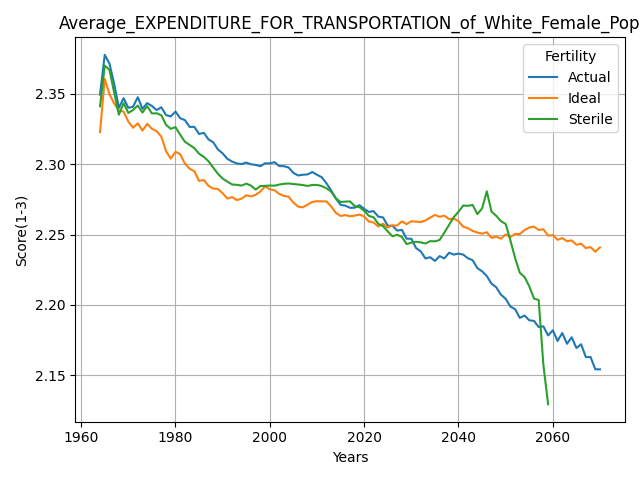 Average_EXPENDITURE_FOR_TRANSPORTATION_of_White_Female_Pop
Fertility
Actual
Ideal
Sterile
Score(1-3)
2.35
2.30
2.25
2.20
2.15
1960 1980 2000 2020 2040 2060
Years